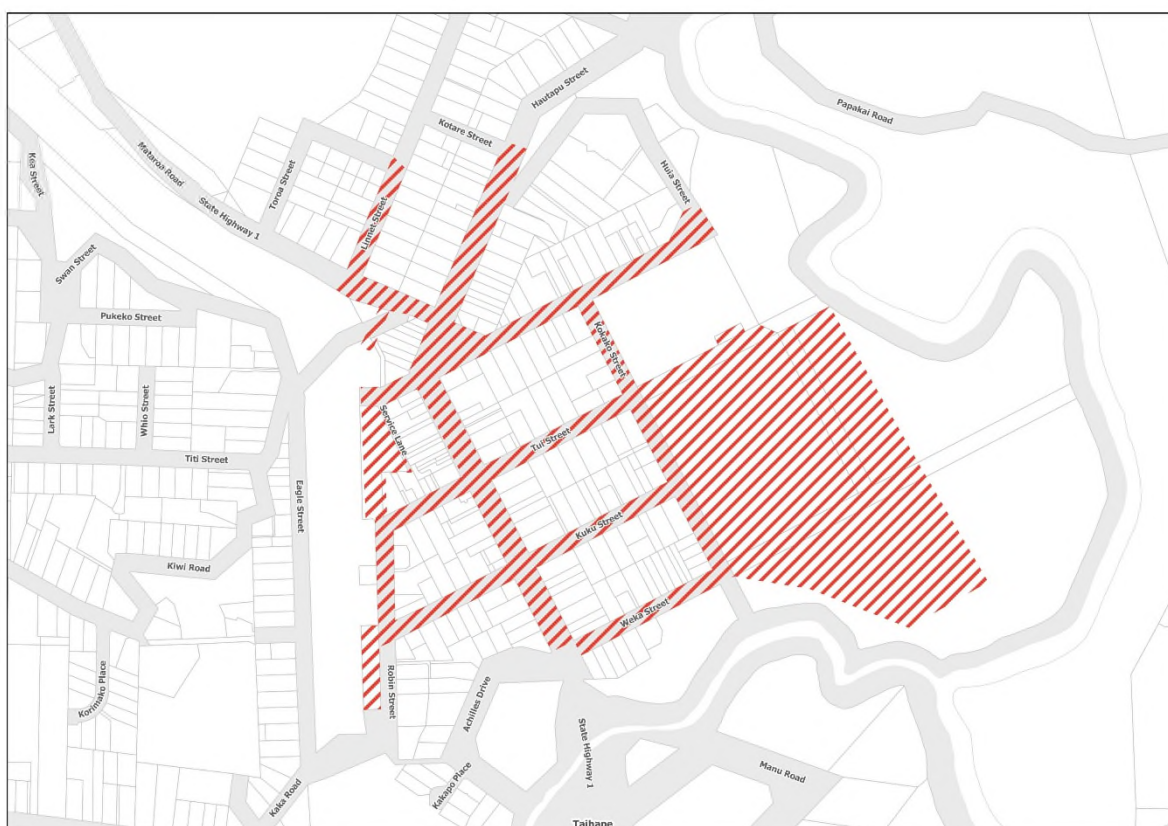 Hautapu Street
Papakai Road
Kotare Street
Kea Street
Mataroa Road
Toroa Street
Huia Street
State Highway 1
Linnet Street
Swan Street
Pukeko Street
Kokako Street
Lark Street
Whio Street
Service Lane
Tui Street
Titi Street
Eagle Street
Kuku Street
Kiwi Road
Weka Street
Korimako Place
Robin Street
Achilles Drive
State Highway 1
Manu Road
Kaka Road
Kakapo Place
Taihape